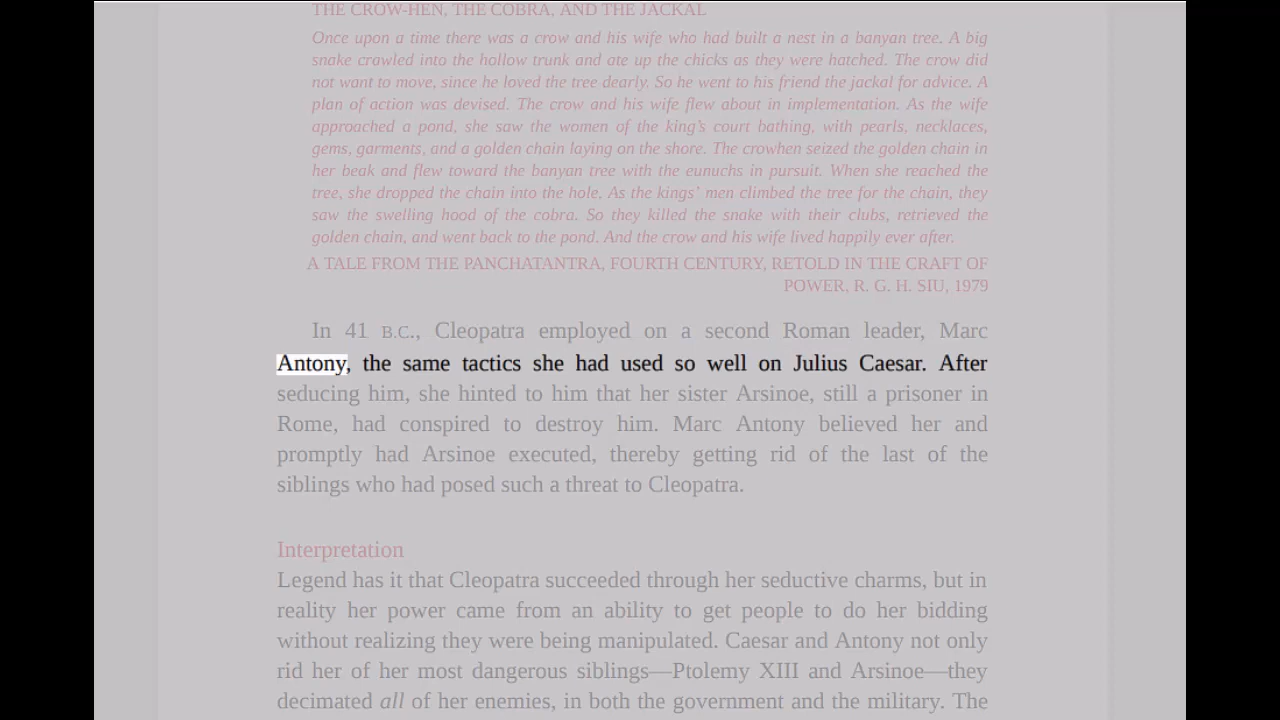 THE CROW-HEN, THE COBRA, AND THE JACKAL
Once upon a time there was a crow and his wife who had built a nest in a banyan tree. A big
snake crawled into the hollow trunk and ate up the chicks as they were hatched. The crow did
not want to move, since he loved the tree dearly. So he went to his friend the jackal for advice. A
plan of action was devised. The crow and his wife flew about in implementation. As the wife
approached a pond, she saw the women of the king's court bathing, with pearls, necklaces,
gems, garments, and a golden chain laying on the shore. The crowhen seized the golden chain in
her beak and flew toward the banyan tree with the eunuchs in pursuit. When she reached the
tree, she dropped the chain into the hole. As the kings' men climbed the tree for the chain, they
saw the swelling hood of the cobra. So they killed the snake with their clubs, retrieved the
golden chain, and went back to the pond. And the crow and his wife lived happily ever after.
A TALE FROM THE PANCHATANTRA, FOURTH CENTURY, RETOLD IN THE CRAFT OF
POWER, R. G. H. SIU, 1979
In 41 B.C., Cleopatra employed on a second Roman leader, Marc
Antony, the same tactics she had used so well on Julius Caesar. After
seducing him, she hinted to him that her sister Arsinoe, still a prisoner in
Rome, had conspired to destroy him. Marc Antony believed her and
promptly had Arsinoe executed, thereby getting rid of the last of the
siblings who had posed such a threat to Cleopatra.
Interpretation
Legend has it that Cleopatra succeeded through her seductive charms, but in
reality her power came from an ability to get people to do her bidding
without realizing they were being manipulated. Caesar and Antony not only
rid her of her most dangerous siblings—Ptolemy XIII and Arsinoe—they
decimated all of her enemies, in both the government and the military. The